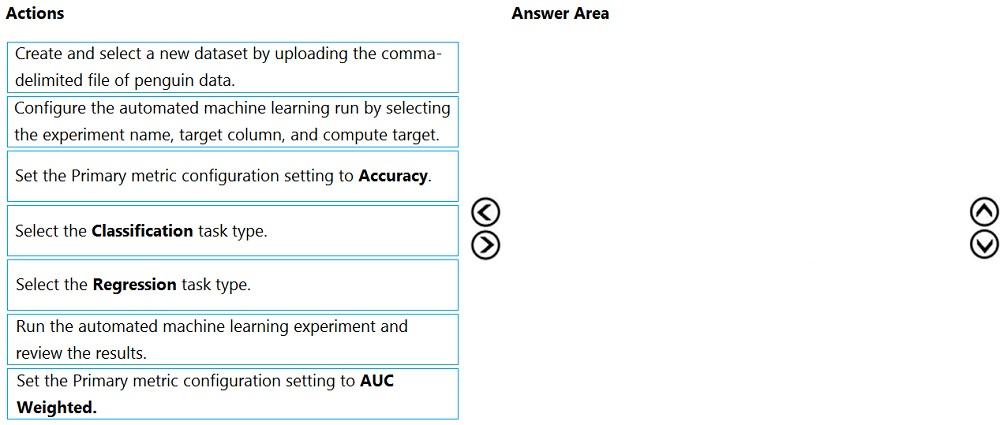 Actions
Answer Area
Create and select a new dataset by uploading the comma-
delimited file of penguin data.
Configure the automated machine learning run by selecting
the experiment name, target column, and compute target.
Set the Primary metric configuration setting to Accuracy.
Select the Classification task type.
Select the Regression task type.
Run the automated machine learning experiment and
review the results.
Set the Primary metric configuration setting to AUC
Weighted.